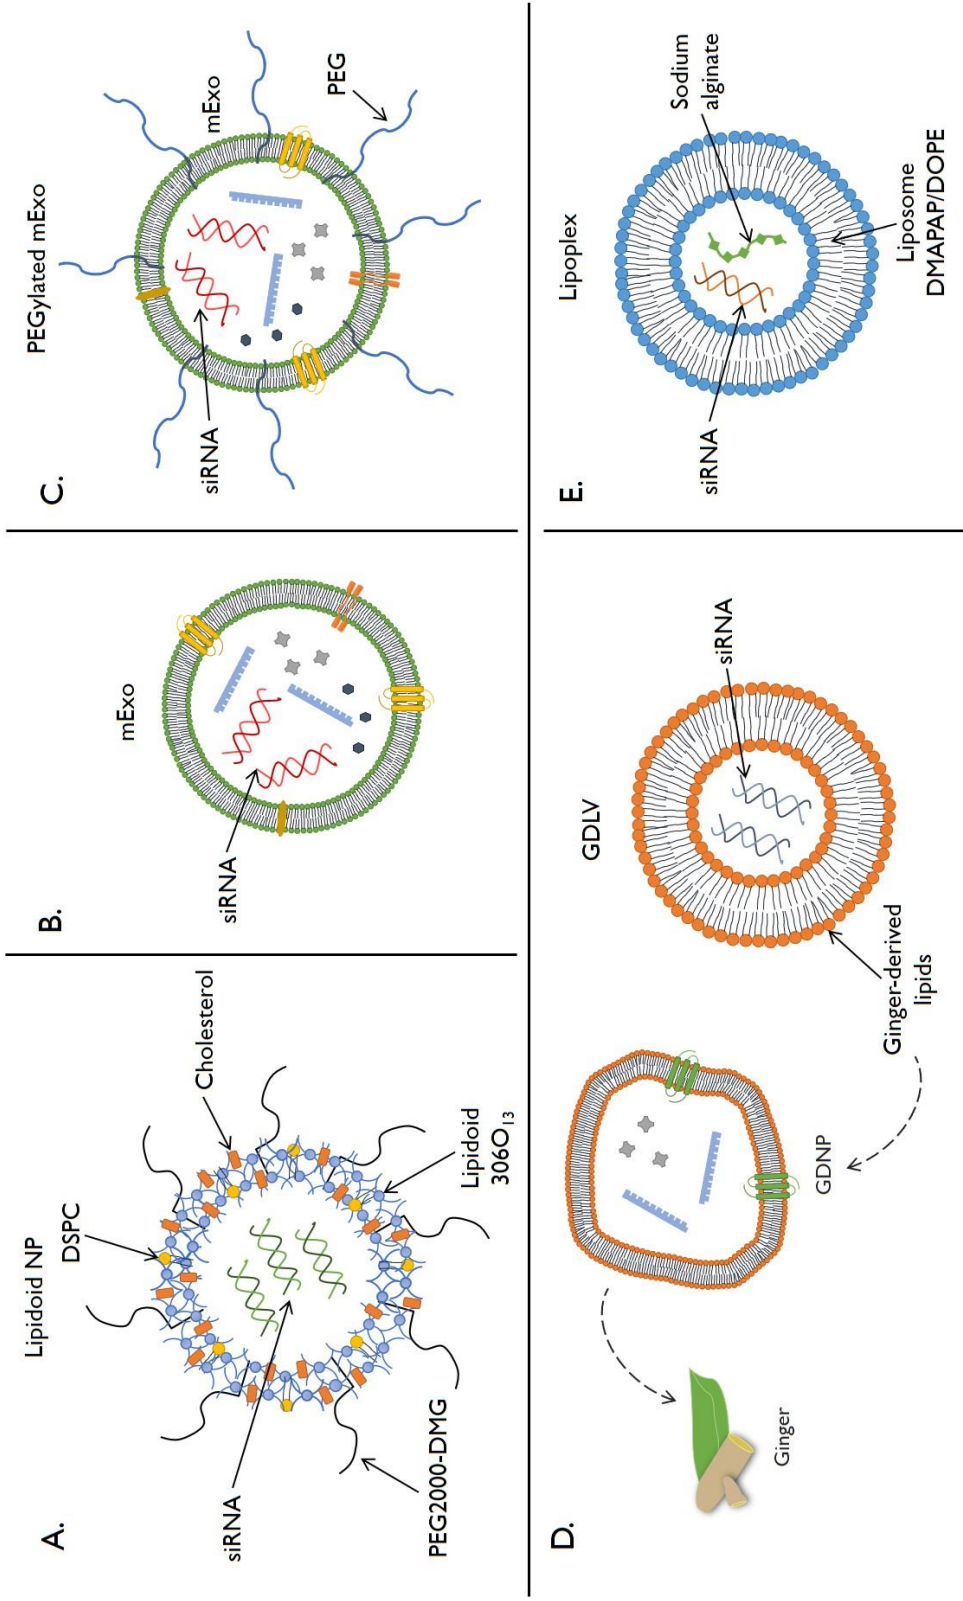 A.
Lipidoid NP
DSPC
Cholesterol
siRNA
PEG2000-DMG
Lipidoid
306O₁₃
B.
mExo
siRNA
C.
PEGylated mExo
mExo
PEG
siRNA
D.
Ginger
GDNP
GDLV
siRNA
Ginger-derived
lipids
E.
Lipoplex
Sodium
alginate
siRNA
Liposome
DMAPAP/DOPE